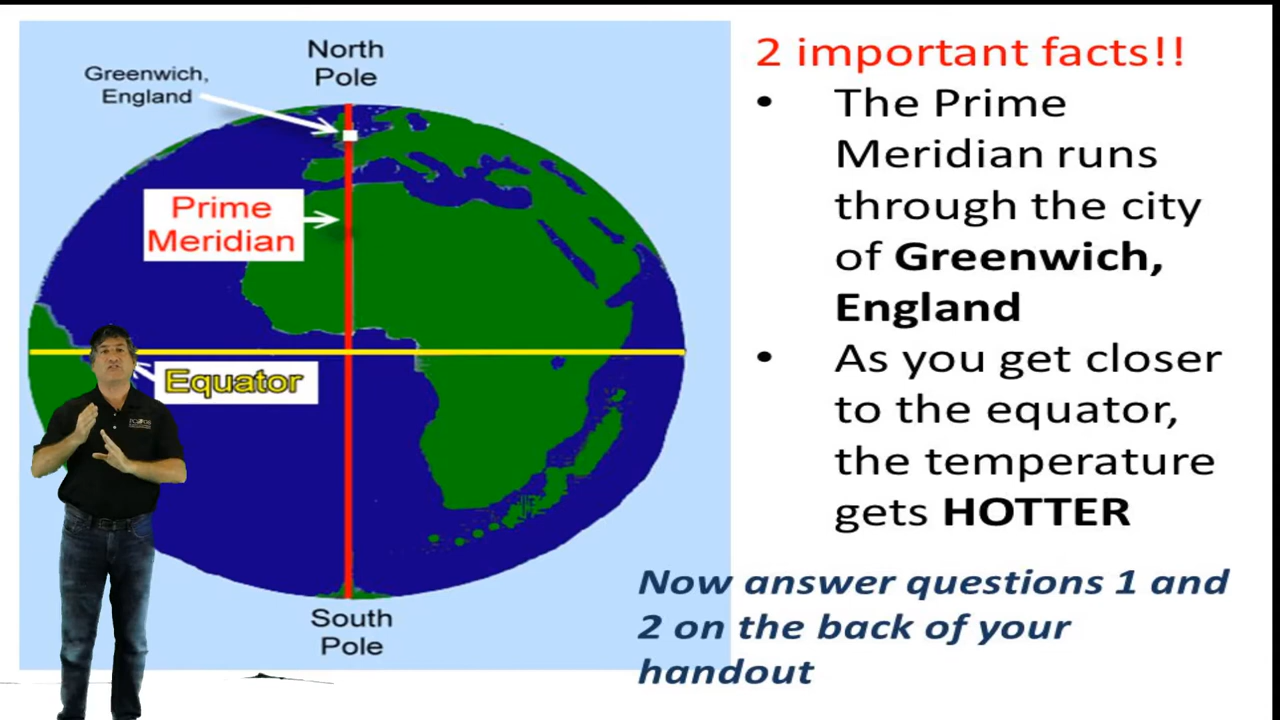 North
Pole
Greenwich,
England
Prime
Meridian
Equator
South
Pole
2 important facts!!
• The Prime
Meridian runs
through the city
of Greenwich,
England
• As you get closer
to the equator,
the temperature
gets HOTTER
Now answer questions 1 and
2 on the back of your
handout